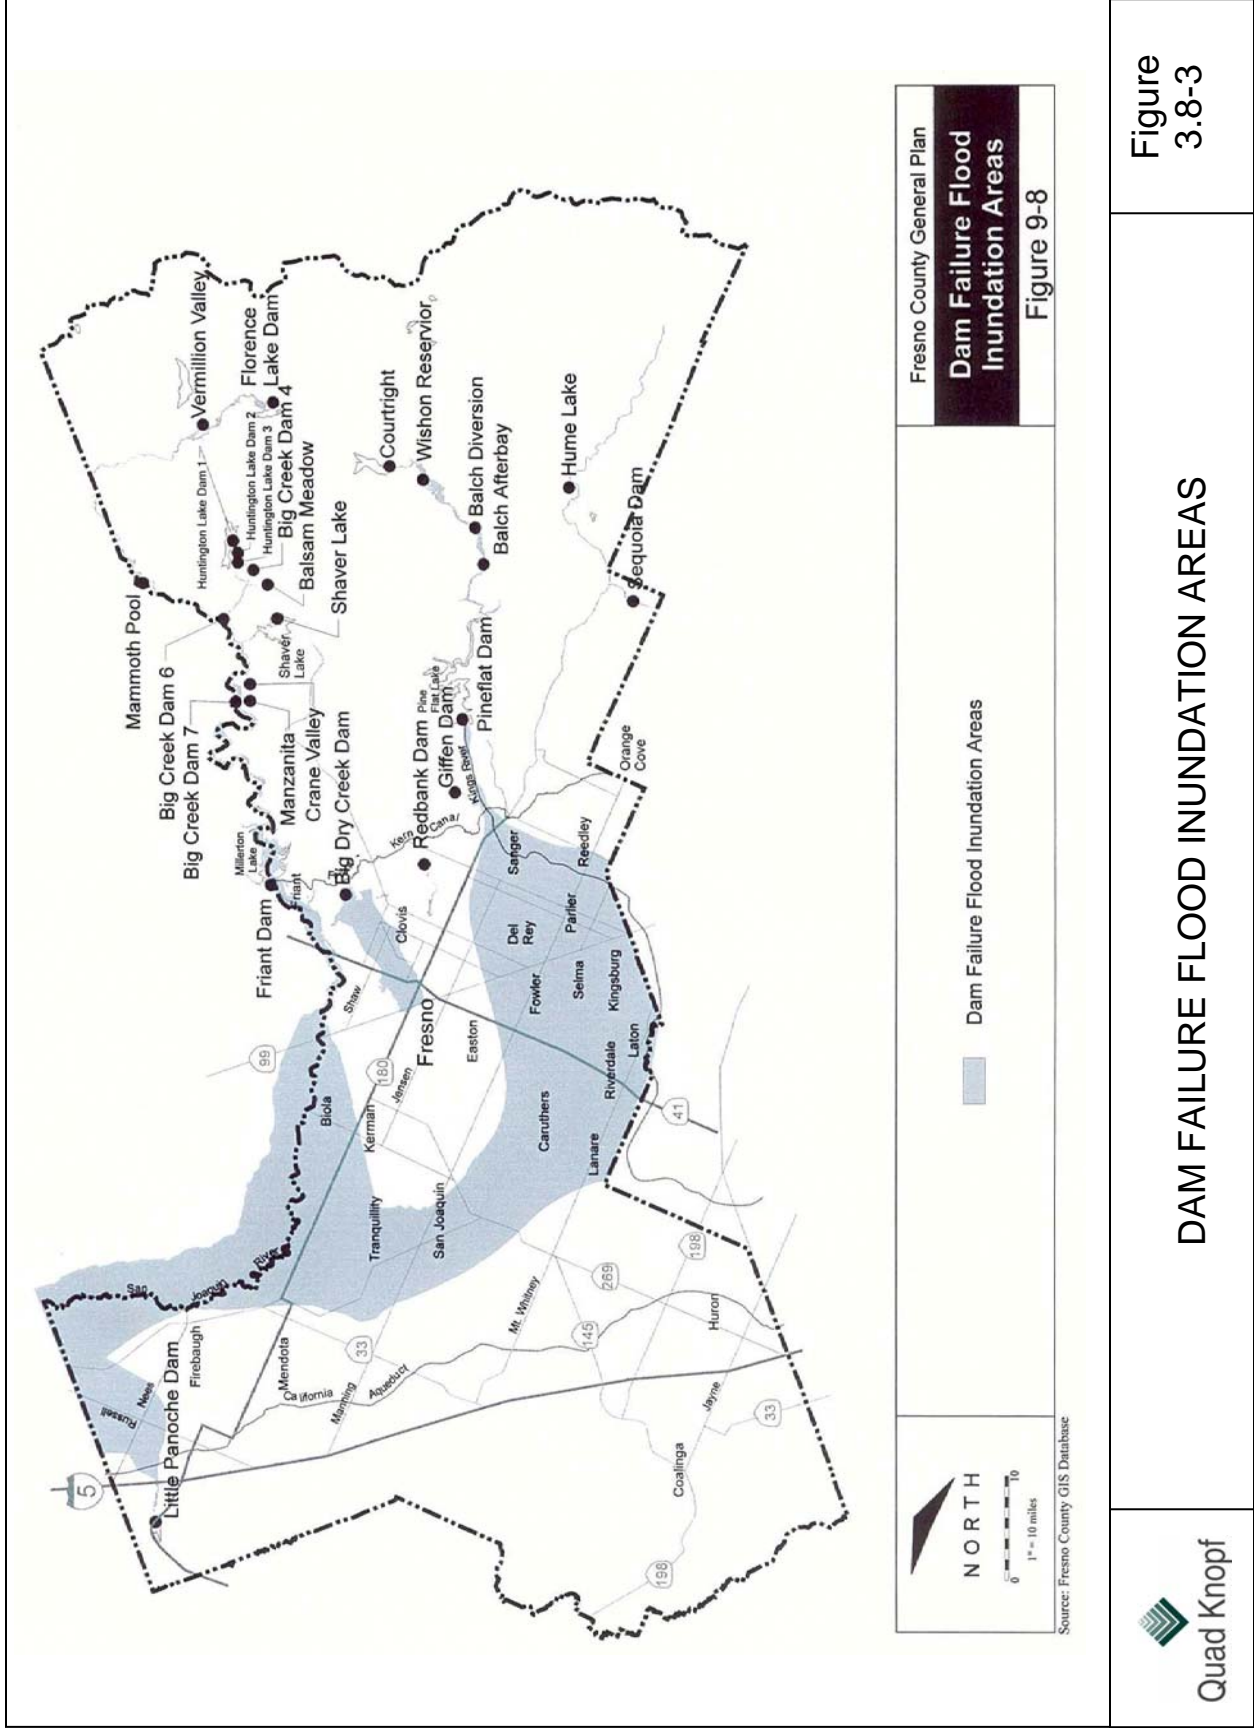 Mammoth Pool
Vermillion Valley
Florence
Lake Dam
Huntington Lake Dam 1
Huntington Lake Dam 2
Huntington Lake Dam 3
Big Creek Dam 4
Balsam Meadow
Shaver Lake
Shaver
Lake
Big Creek Dam 6
Big Creek Dam 7
Manzanita
Crane Valley
Big Dry Creek Dam
Millerton
Lake
Friant Dam
Friant
Courtright
Wishon Reservior
Balch Diversion
Balch Afterbay
Hume Lake
Sequoia Dam
Redbank Dam
Giffen Dam
Pine
Flat Lake
Pineflat Dam
Kings River
Kern
Canal
Orange
Cove
Sanger
Reedley
Parlier
Del
Rey
Clovis
Shaw
Fowler
Selma
Kingsburg
Fresno
Easton
Jensen
99
180
Biola
Kerman
Caruthers
Riverdale
Laton
Lanare
41
Tranquillity
San Joaquin
San
Joaquin
River
Firebaugh
Mendota
Nees
Russell
Little Panoche Dam
5
33
California
Aqueduct
Manning
Mt. Whitney
145
269
198
Huron
Jayne
33
Coalinga
198
NORTH
0 10
1" = 10 miles
Dam Failure Flood Inundation Areas
Fresno County General Plan
Dam Failure Flood
Inundation Areas
Figure 9-8
Source: Fresno County GIS Database
Quad Knopf
DAM FAILURE FLOOD INUNDATION AREAS
Figure
3.8-3